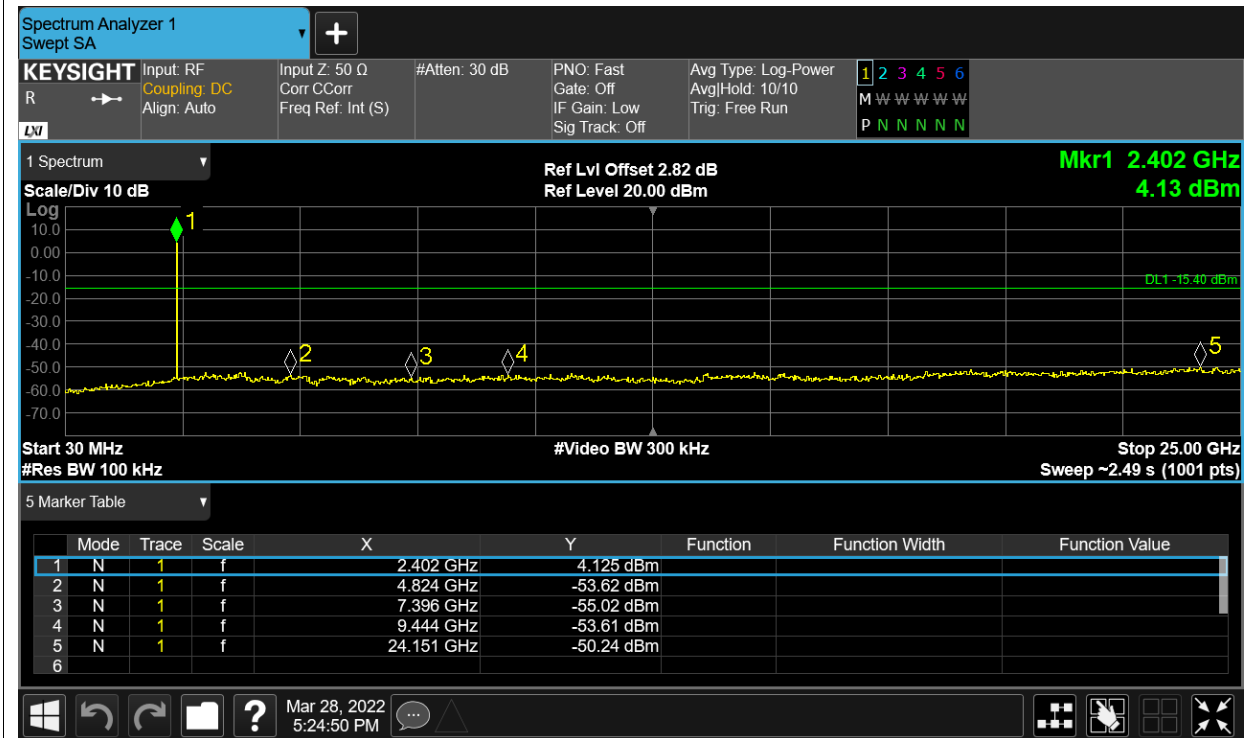 Spectrum Analyzer 1
Swept SA
+
KEYSIGHT
R
LXI
Input: RF
Coupling: DC
Align: Auto
Input Z: 50 Ω
Corr CCorr
Freq Ref: Int (S)
#Atten: 30 dB
PNO: Fast
Gate: Off
IF Gain: Low
Sig Track: Off
Avg Type: Log-Power
Avg|Hold: 10/10
Trig: Free Run
1 2 3 4 5 6
M W W W W W
P N N N N N
1 Spectrum
Scale/Div 10 dB
Ref Lvl Offset 2.82 dB
Ref Level 20.00 dBm
Mkr1 2.402 GHz
4.13 dBm
Log
10.0
0.00
-10.0
-20.0
-30.0
-40.0
-50.0
-60.0
-70.0
1
2
3
4
5
DL1 -15.40 dBm
Start 30 MHz
#Video BW 300 kHz
Stop 25.00 GHz
#Res BW 100 kHz
Sweep ~2.49 s (1001 pts)
5 Marker Table
Mode Trace Scale X Y Function Function Width Function Value
1 N 1 f 2.402 GHz 4.125 dBm
2 N 1 f 4.824 GHz -53.62 dBm
3 N 1 f 7.396 GHz -55.02 dBm
4 N 1 f 9.444 GHz -53.61 dBm
5 N 1 f 24.151 GHz -50.24 dBm
6
?
Mar 28, 2022
5:24:50 PM